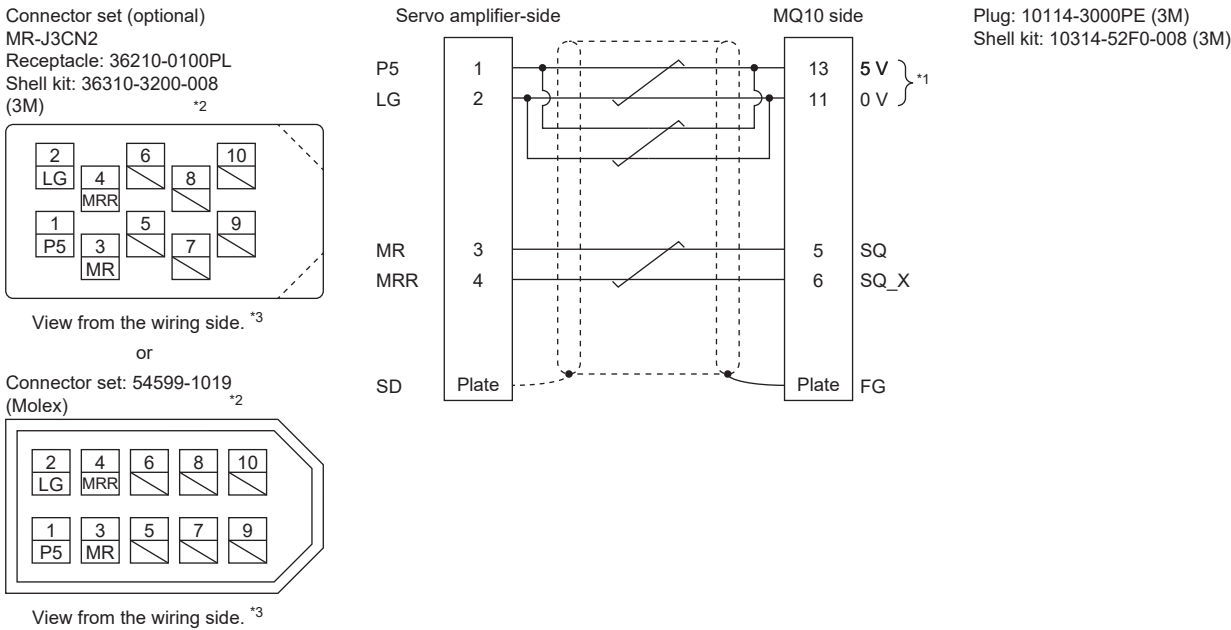 Connector set (optional)
MR-J3CN2
Receptacle: 36210-0100PL
Shell kit: 36310-3200-008
(3M)
*2
2 6 10
LG 4 8
MRR
1 5 9
P5 3 7
MR
View from the wiring side. *3
or
Connector set: 54599-1019
(Molex)
*2
2 4 6 8 10
LG MRR
1 3 5 7 9
P5 MR
View from the wiring side. *3
Servo amplifier-side MQ10 side
P5 1 13 5 V
*1
LG 2 11 0 V
MR 3 5 SQ
MRR 4 6 SQ_X
SD Plate Plate FG
Plug: 10114-3000PE (3M)
Shell kit: 10314-52F0-008 (3M)